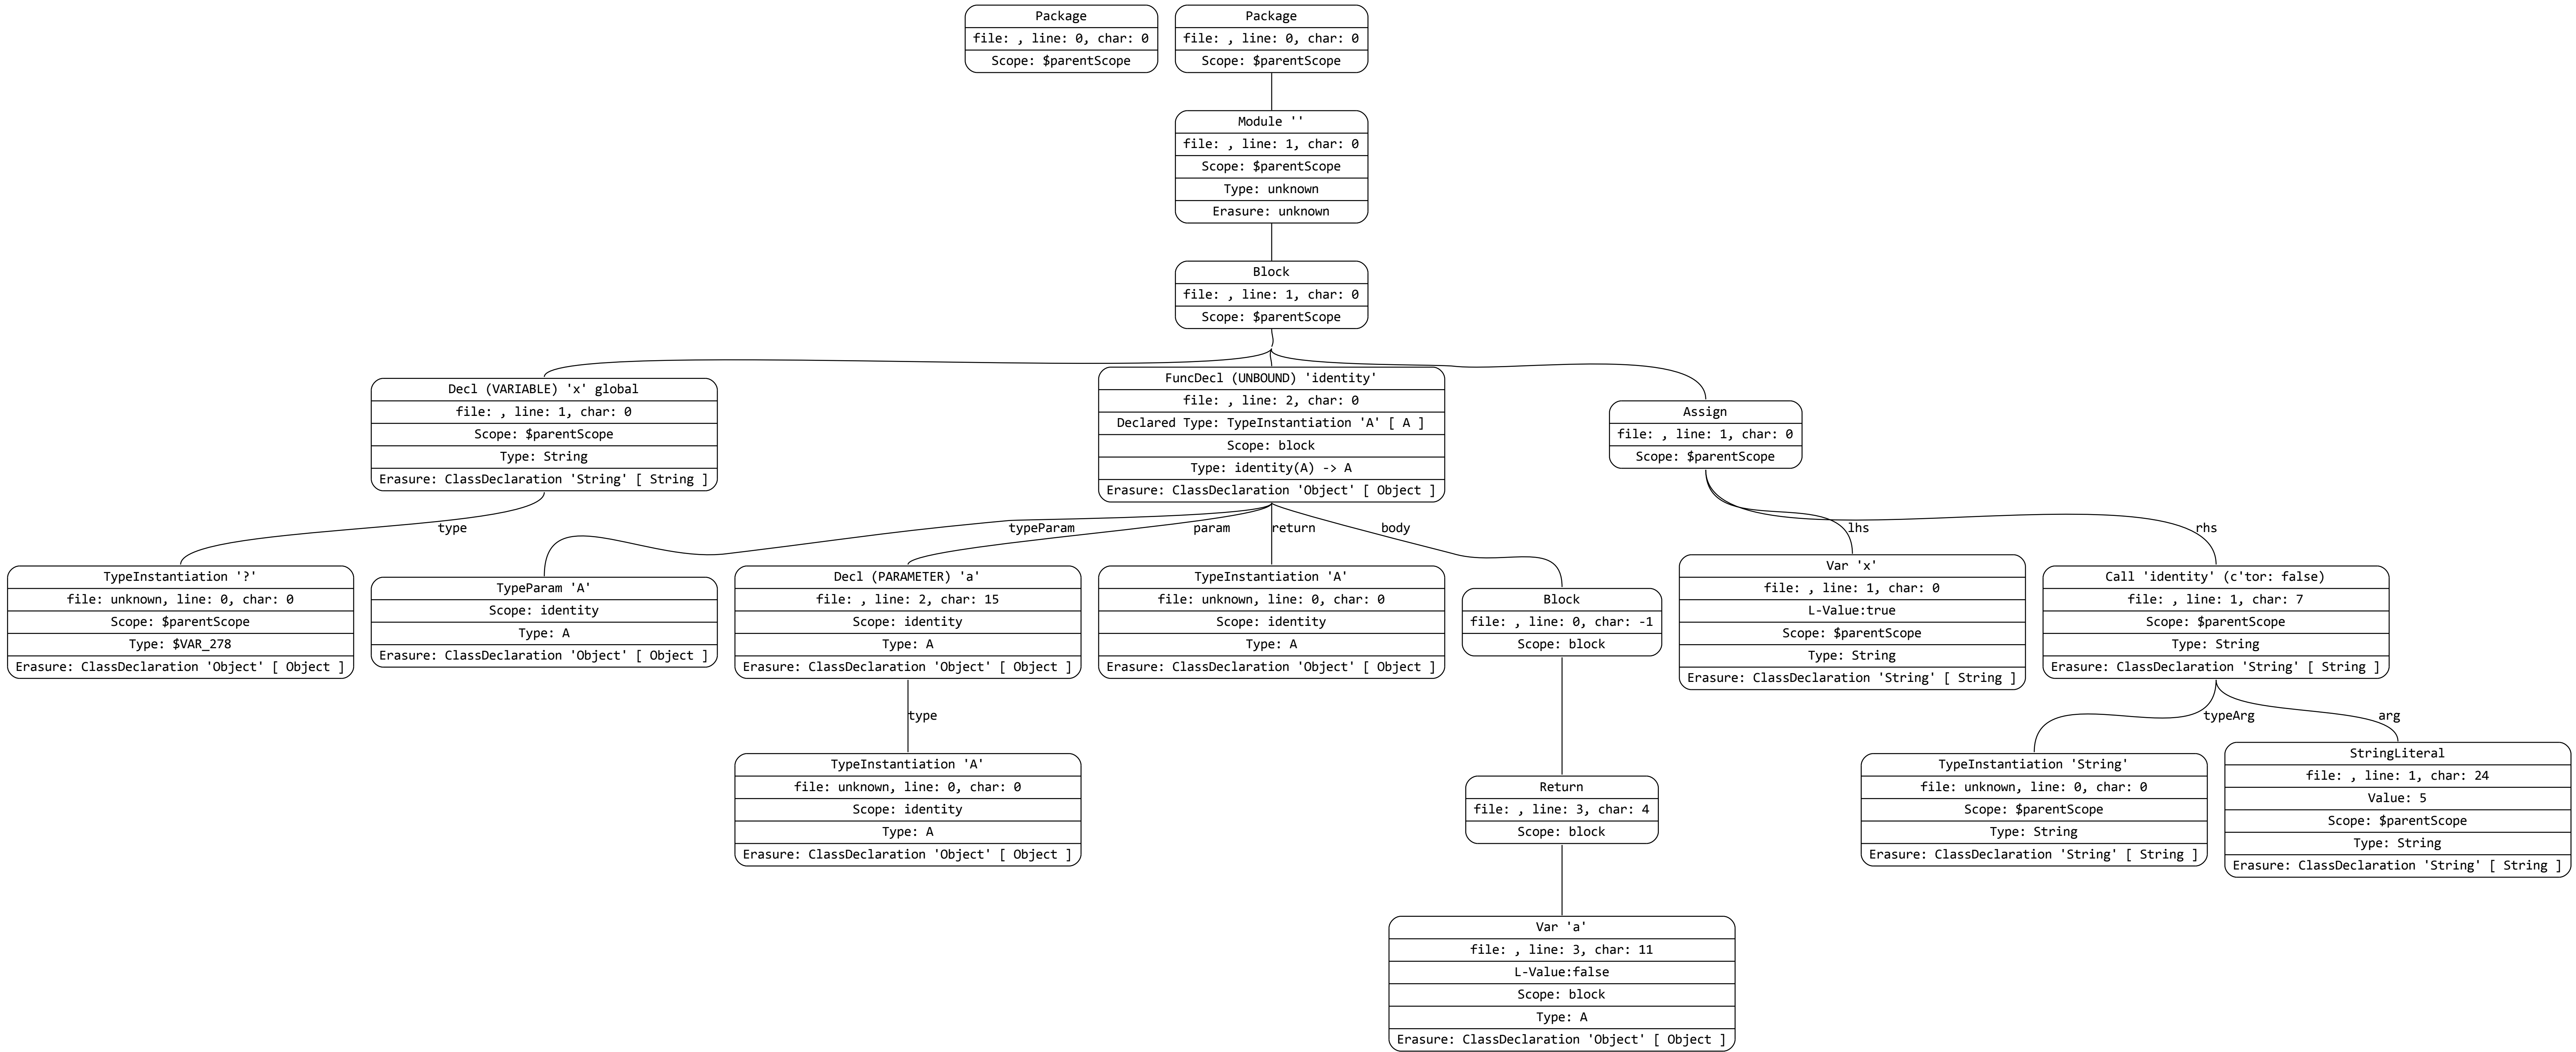 Package
file: , line: 0, char: 0
Scope: $parentScope
Package
file: , line: 0, char: 0
Scope: $parentScope
Module ''
file: , line: 1, char: 0
Scope: $parentScope
Type: unknown
Erasure: unknown
Block
file: , line: 1, char: 0
Scope: $parentScope
Decl (VARIABLE) 'x' global
file: , line: 1, char: 0
Scope: $parentScope
Type: String
Erasure: ClassDeclaration 'String' [ String ]
FuncDecl (UNBOUND) 'identity'
file: , line: 2, char: 0
Declared Type: TypeInstantiation 'A' [ A ]
Scope: block
Type: identity(A) -> A
Erasure: ClassDeclaration 'Object' [ Object ]
Assign
file: , line: 1, char: 0
Scope: $parentScope
type
typeParam
param
return
body
lhs
rhs
TypeInstantiation '?'
file: unknown, line: 0, char: 0
Scope: $parentScope
Type: $VAR_278
Erasure: ClassDeclaration 'Object' [ Object ]
TypeParam 'A'
Scope: identity
Type: A
Erasure: ClassDeclaration 'Object' [ Object ]
Decl (PARAMETER) 'a'
file: , line: 2, char: 15
Scope: identity
Type: A
Erasure: ClassDeclaration 'Object' [ Object ]
TypeInstantiation 'A'
file: unknown, line: 0, char: 0
Scope: identity
Type: A
Erasure: ClassDeclaration 'Object' [ Object ]
Block
file: , line: 0, char: -1
Scope: block
Var 'x'
file: , line: 1, char: 0
L-Value:true
Scope: $parentScope
Type: String
Erasure: ClassDeclaration 'String' [ String ]
Call 'identity' (c'tor: false)
file: , line: 1, char: 7
Scope: $parentScope
Type: String
Erasure: ClassDeclaration 'String' [ String ]
type
typeArg
arg
TypeInstantiation 'A'
file: unknown, line: 0, char: 0
Scope: identity
Type: A
Erasure: ClassDeclaration 'Object' [ Object ]
Return
file: , line: 3, char: 4
Scope: block
TypeInstantiation 'String'
file: unknown, line: 0, char: 0
Scope: $parentScope
Type: String
Erasure: ClassDeclaration 'String' [ String ]
StringLiteral
file: , line: 1, char: 24
Value: 5
Scope: $parentScope
Type: String
Erasure: ClassDeclaration 'String' [ String ]
Var 'a'
file: , line: 3, char: 11
L-Value:false
Scope: block
Type: A
Erasure: ClassDeclaration 'Object' [ Object ]